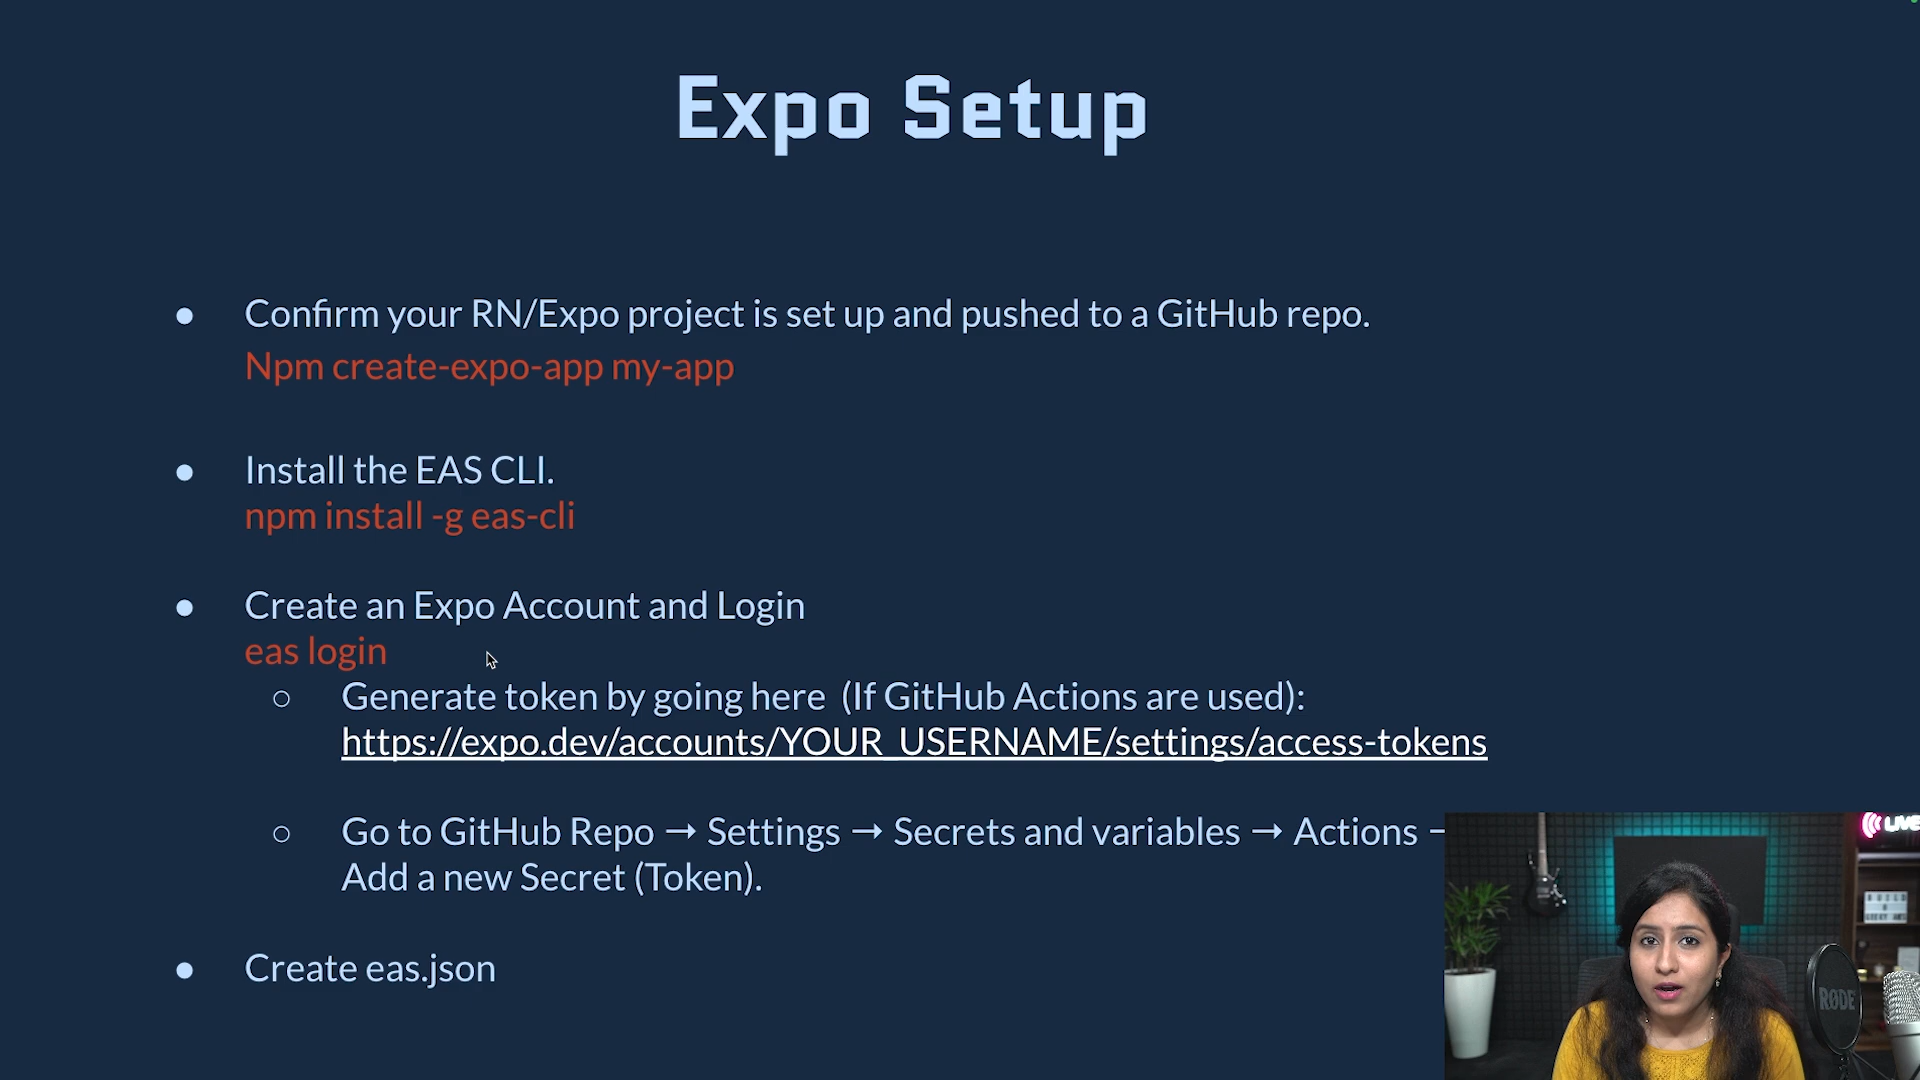 Expo Setup
● Confirm your RN/Expo project is set up and pushed to a GitHub repo.
Npm create-expo-app my-app
● Install the EAS CLI.
npm install -g eas-cli
● Create an Expo Account and Login
eas login
○ Generate token by going here (If GitHub Actions are used):
https://expo.dev/accounts/YOUR_USERNAME/settings/access-tokens
○ Go to GitHub Repo → Settings → Secrets and variables → Actions →
Add a new Secret (Token).
● Create eas.json
LIVE
BUILD
RØDE